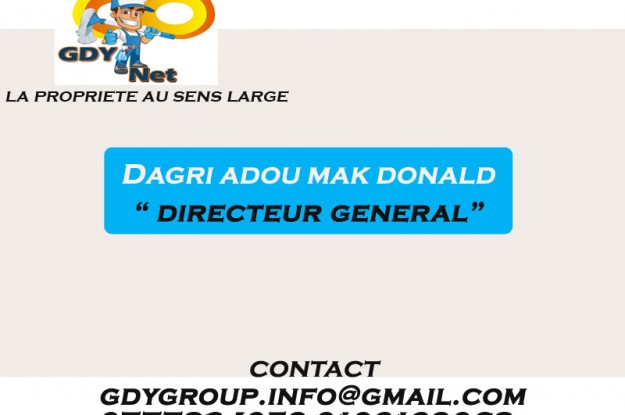 GDY
Net
LA PROPRIETE AU SENS LARGE
DAGRI ADOU MAK DONALD
“ DIRECTEUR GENERAL”
CONTACT
GDYGROUP.INFO@GMAIL.COM